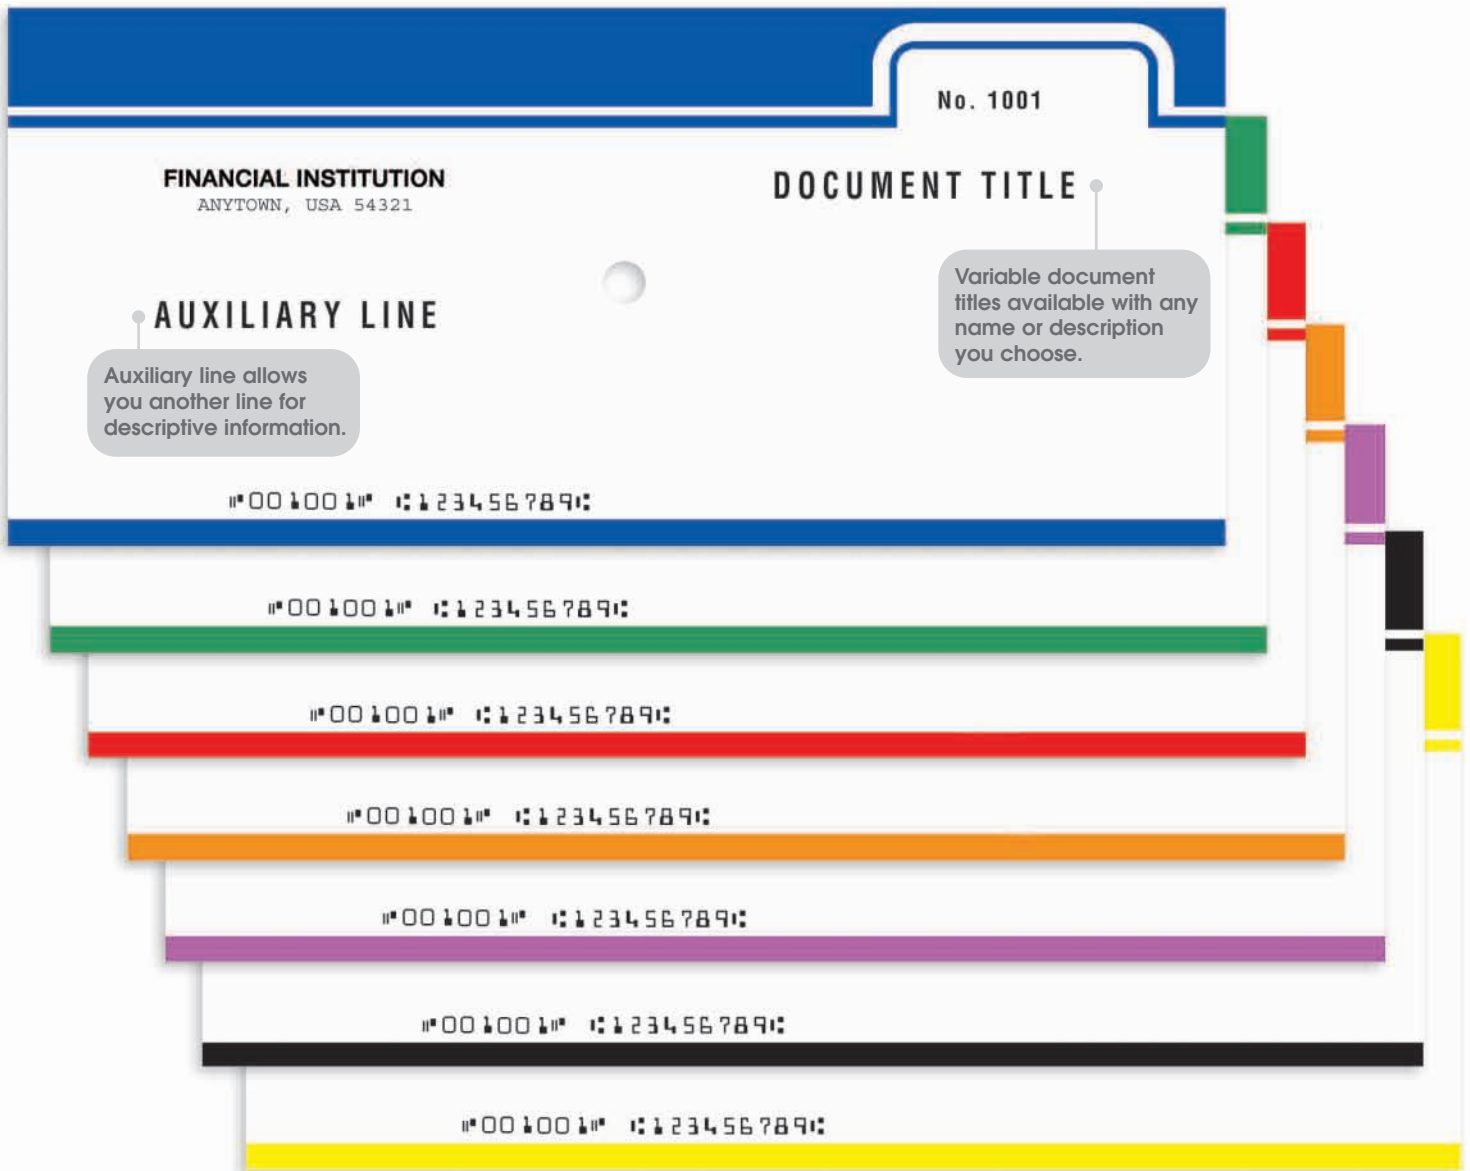 No. 1001
FINANCIAL INSTITUTION
ANYTOWN, USA 54321
DOCUMENT TITLE
Variable document
titles available with any
name or description
you choose.
AUXILIARY LINE
Auxiliary line allows
you another line for
descriptive information.
⑈001001⑈ ⑆123456789⑆
⑈001001⑈ ⑆123456789⑆
⑈001001⑈ ⑆123456789⑆
⑈001001⑈ ⑆123456789⑆
⑈001001⑈ ⑆123456789⑆
⑈001001⑈ ⑆123456789⑆
⑈001001⑈ ⑆123456789⑆